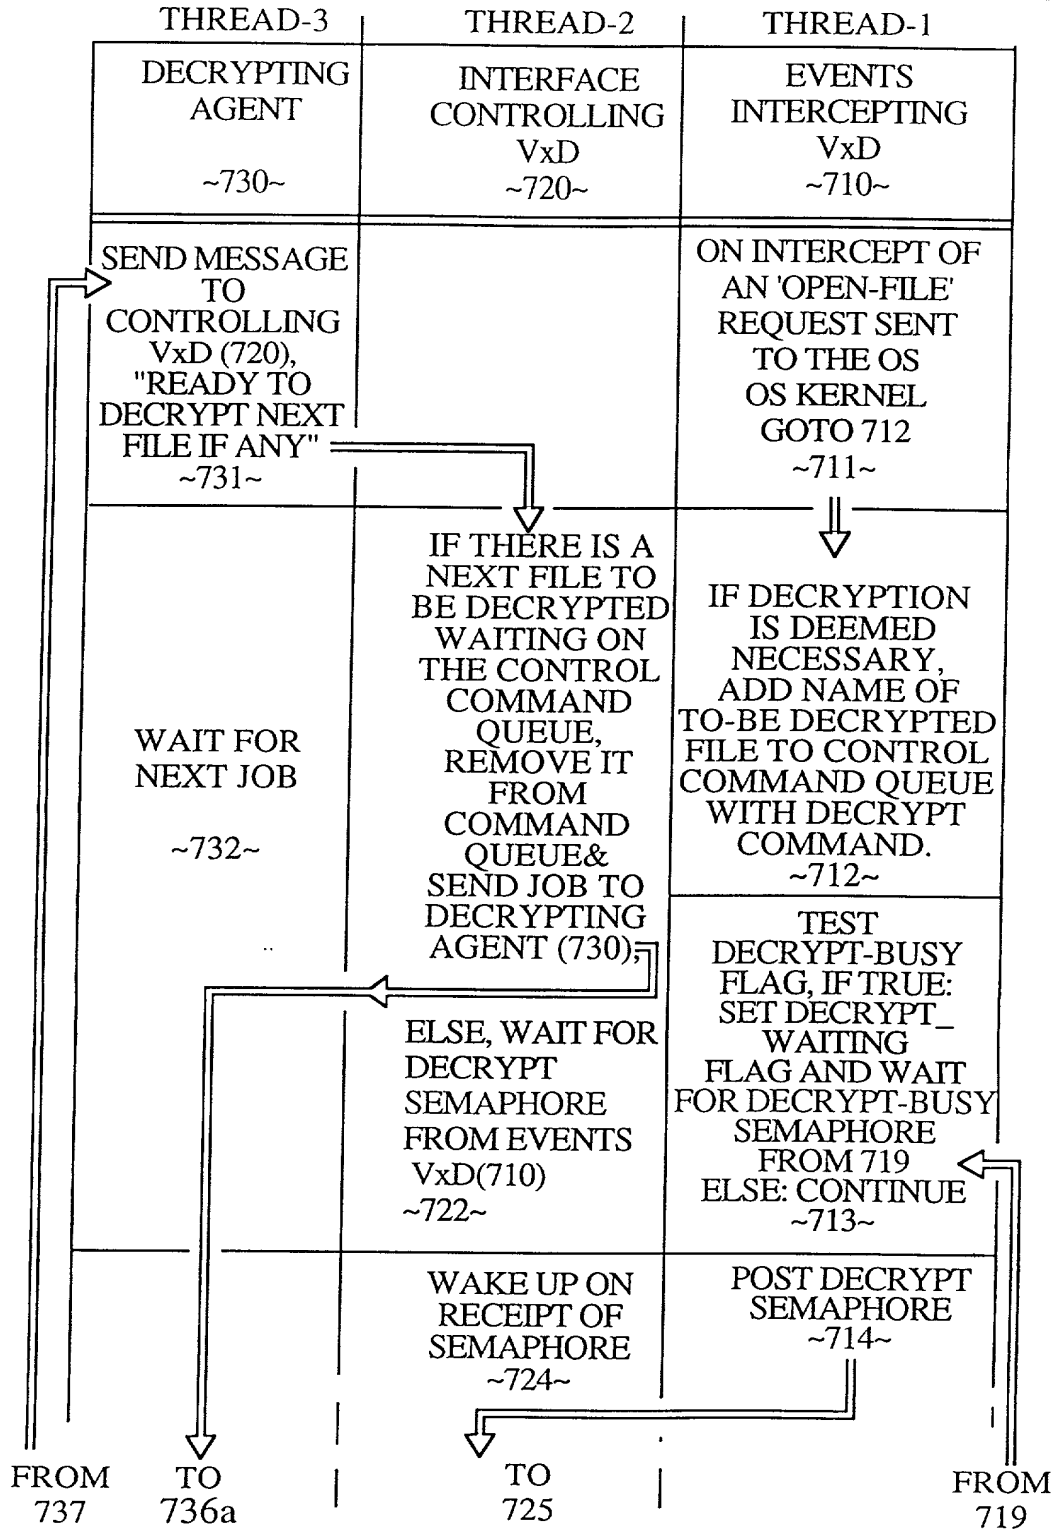 THREAD-3
THREAD-2
THREAD-1
DECRYPTING
AGENT
~730~
INTERFACE
CONTROLLING
VxD
~720~
EVENTS
INTERCEPTING
VxD
~710~
SEND MESSAGE
TO
CONTROLLING
VxD (720),
"READY TO
DECRYPT NEXT
FILE IF ANY"
~731~
ON INTERCEPT OF
AN 'OPEN-FILE'
REQUEST SENT
TO THE OS
OS KERNEL
GOTO 712
~711~
WAIT FOR
NEXT JOB
~732~
IF THERE IS A
NEXT FILE TO
BE DECRYPTED
WAITING ON
THE CONTROL
COMMAND
QUEUE,
REMOVE IT
FROM
COMMAND
QUEUE&
SEND JOB TO
DECRYPTING
AGENT (730),
ELSE, WAIT FOR
DECRYPT
SEMAPHORE
FROM EVENTS
VxD(710)
~722~
IF DECRYPTION
IS DEEMED
NECESSARY,
ADD NAME OF
TO-BE DECRYPTED
FILE TO CONTROL
COMMAND QUEUE
WITH DECRYPT
COMMAND.
~712~
TEST
DECRYPT-BUSY
FLAG, IF TRUE:
SET DECRYPT_
WAITING
FLAG AND WAIT
FOR DECRYPT-BUSY
SEMAPHORE
FROM 719
ELSE: CONTINUE
~713~
WAKE UP ON
RECEIPT OF
SEMAPHORE
~724~
POST DECRYPT
SEMAPHORE
~714~
FROM
737
TO
736a
TO
725
FROM
719